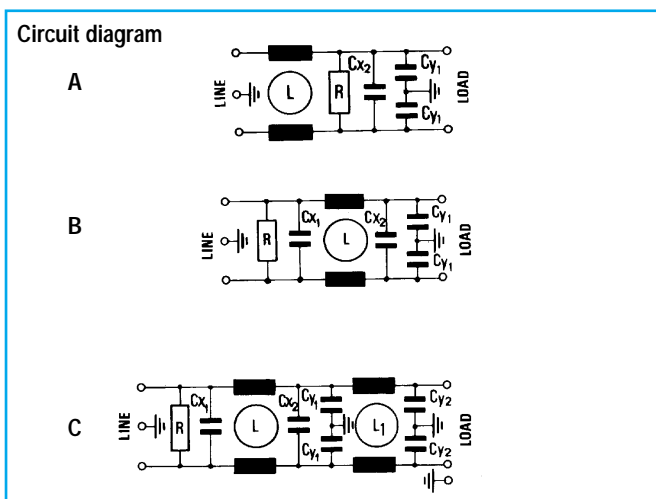 Circuit diagram
A
LINE
L
R
Cx2
Cy1
Cy1
LOAD
B
LINE
R
Cx1
L
Cx2
Cy1
Cy1
LOAD
C
LINE
R
Cx1
L
Cx2
Cy1
Cy1
L1
Cy2
Cy2
LOAD